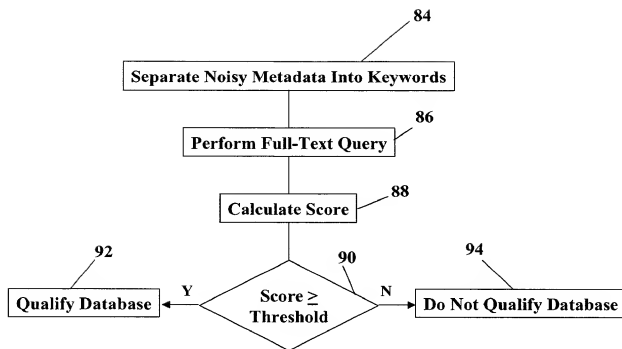 84
Separate Noisy Metadata Into Keywords
86
Perform Full-Text Query
88
Calculate Score
92
90
94
Y
N
Qualify Database
Score ≥
Threshold
Do Not Qualify Database